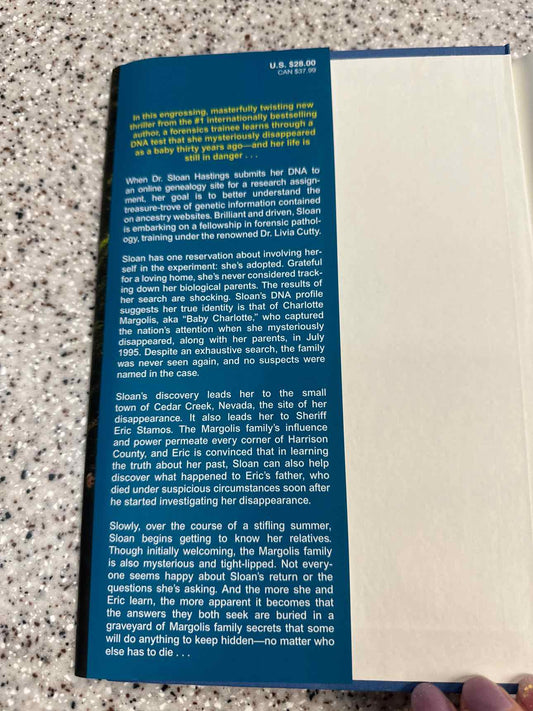 U.S. $28.00
CAN $37.99
In this engrossing, masterfully twisting new
thriller from the #1 internationally bestselling
author, a forensics trainee learns through a
DNA test that she mysteriously disappeared
as a baby thirty years ago—and her life is
still in danger . . .
When Dr. Sloan Hastings submits her DNA to
an online genealogy site for a research assign-
ment, her goal is to better understand the
treasure-trove of genetic information contained
on ancestry websites. Brilliant and driven, Sloan
is embarking on a fellowship in forensic pathol-
ogy, training under the renowned Dr. Livia Cutty.
Sloan has one reservation about involving her-
self in the experiment: she's adopted. Grateful
for a loving home, she's never considered track-
ing down her biological parents. The results of
her search are shocking. Sloan's DNA profile
suggests her true identity is that of Charlotte
Margolis, aka “Baby Charlotte,” who captured
the nation's attention when she mysteriously
disappeared, along with her parents, in July
1995. Despite an exhaustive search, the family
was never seen again, and no suspects were
named in the case.
Sloan's discovery leads her to the small
town of Cedar Creek, Nevada, the site of her
disappearance. It also leads her to Sheriff
Eric Stamos. The Margolis family's influence
and power permeate every corner of Harrison
County, and Eric is convinced that in learning
the truth about her past, Sloan can also help
discover what happened to Eric's father, who
died under suspicious circumstances soon after
he started investigating her disappearance.
Slowly, over the course of a stifling summer,
Sloan begins getting to know her relatives.
Though initially welcoming, the Margolis family
is also mysterious and tight-lipped. Not every-
one seems happy about Sloan's return or the
questions she's asking. And the more she and
Eric learn, the more apparent it becomes that
the answers they both seek are buried in a
graveyard of Margolis family secrets that some
will do anything to keep hidden—no matter who
else has to die . . .